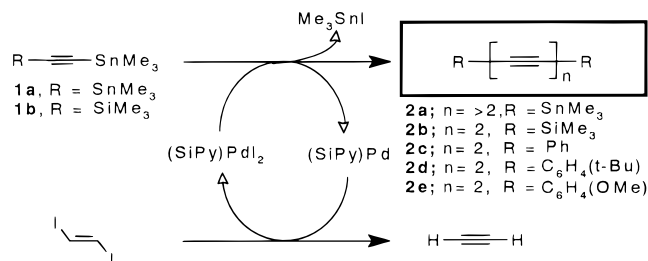 Me₃SnI
R SnMe₃
1a, R = SnMe₃
1b, R = SiMe₃
R [ ]n R
2a; n= >2, R = SnMe₃
2b; n= 2, R = SiMe₃
2c; n= 2, R = Ph
2d; n= 2, R = C₆H₄(t-Bu)
2e; n= 2, R = C₆H₄(OMe)
(SiPy)PdI₂ (SiPy)Pd
I I
H H